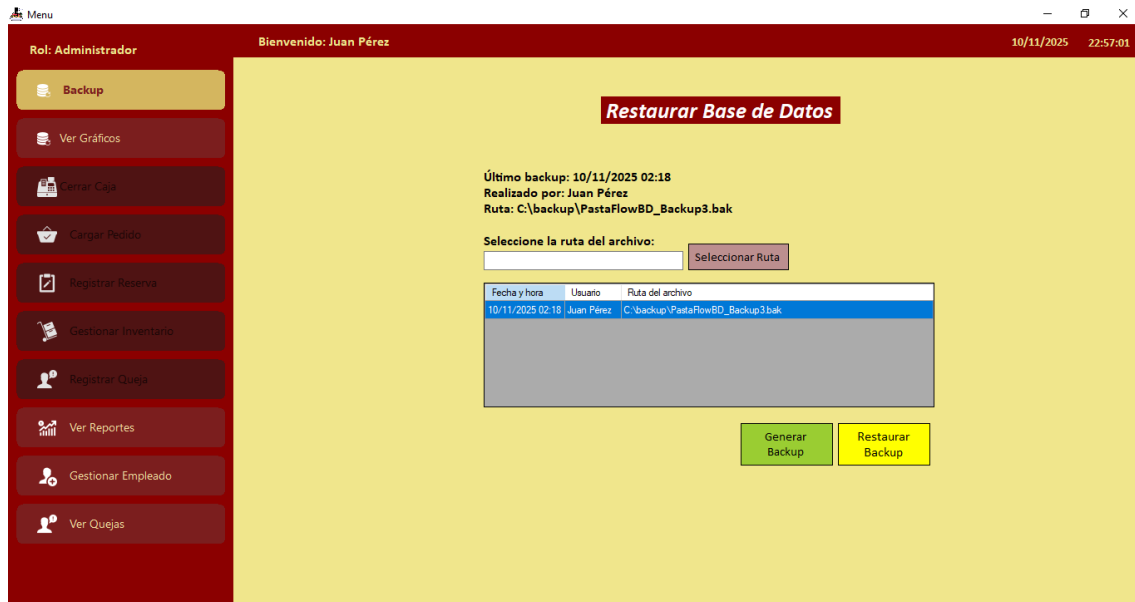 Menu
Rol: Administrador
Bienvenido: Juan Pérez
10/11/2025 22:57:01
Backup
Ver Gráficos
Cerrar Caja
Cargar Pedido
Registrar Reserva
Gestionar Inventario
Registrar Queja
Ver Reportes
Gestionar Empleado
Ver Quejas
Restaurar Base de Datos
Último backup: 10/11/2025 02:18
Realizado por: Juan Pérez
Ruta: C:\backup\PastaFlowBD_Backup3.bak
Seleccione la ruta del archivo:
Seleccionar Ruta
Fecha y hora Usuario Ruta del archivo
10/11/2025 02:18 Juan Pérez C:\backup\PastaFlowBD_Backup3.bak
Generar
Backup
Restaurar
Backup